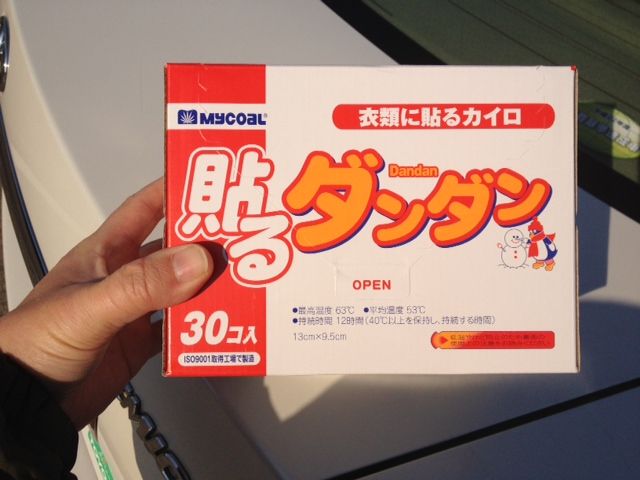 MYCOAL
衣類に貼るカイロ
貼る
Dandan
ダンダン
OPEN
●最高温度 63℃ ●平均温度 53℃
●持続時間 12時間(40℃以上を保持し、持続する時間)
13cm×9.5cm
30コ入
ISO9001取得工場で製造